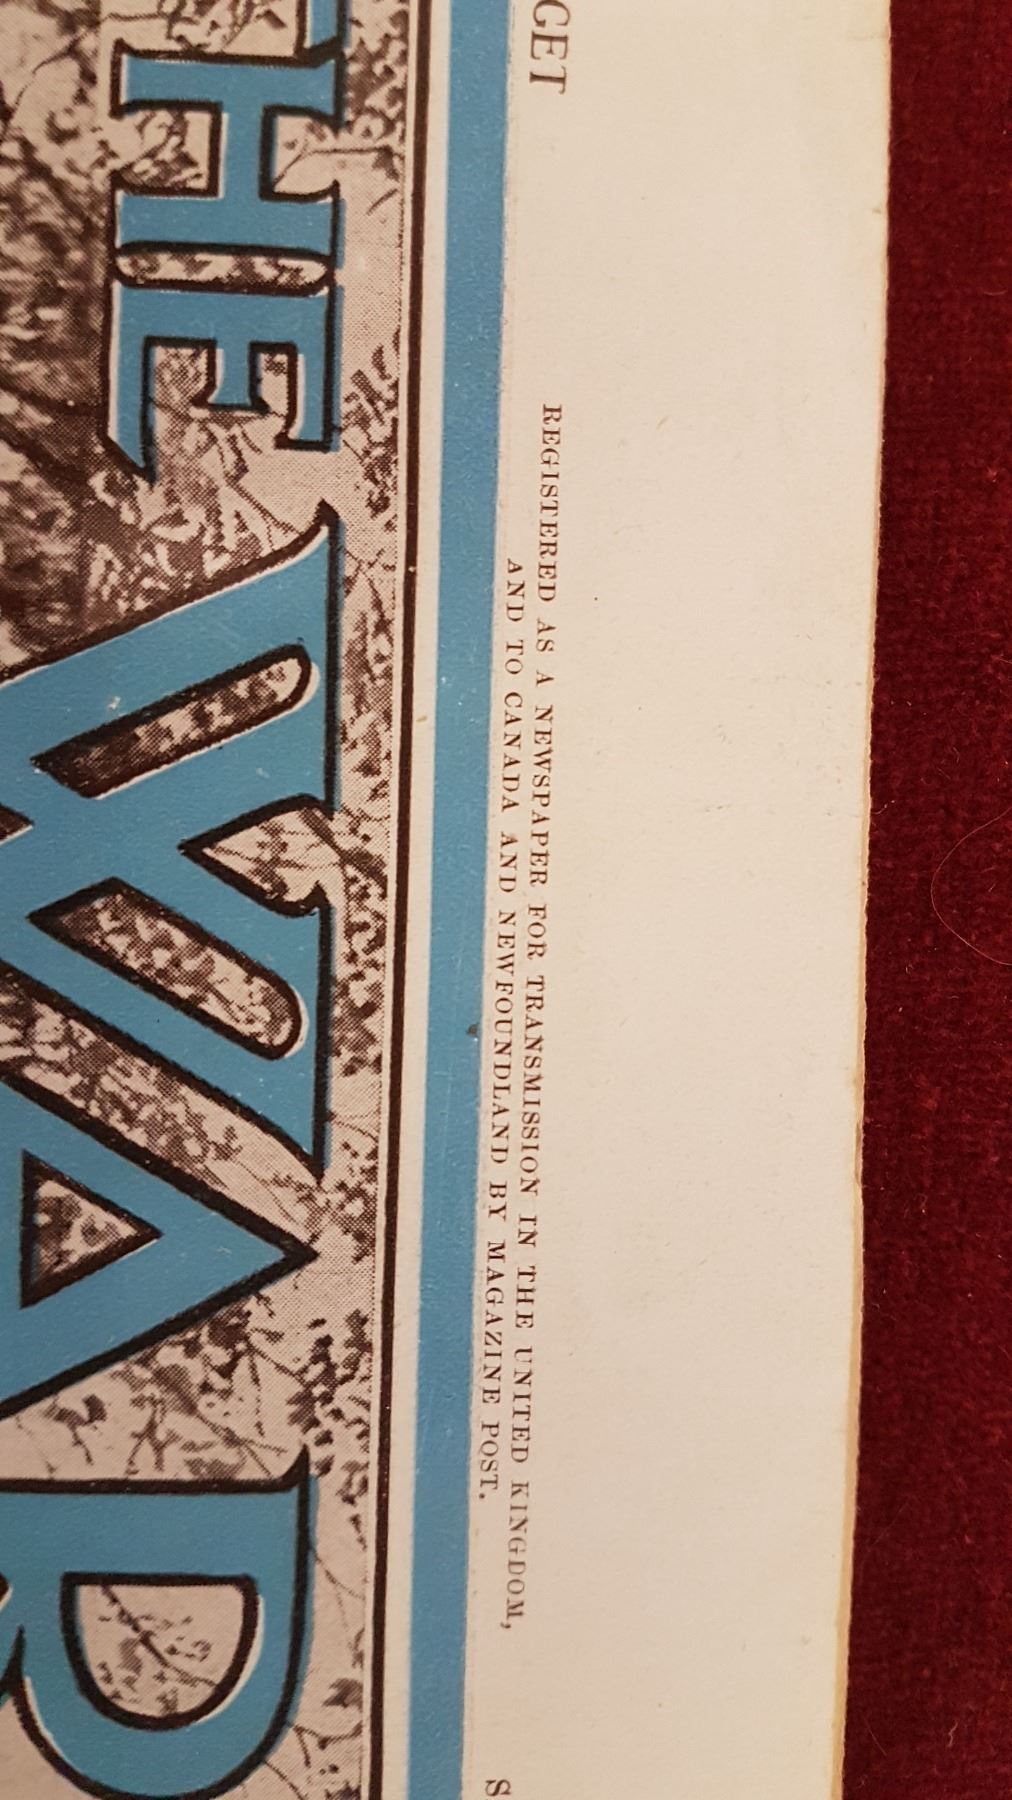 GET
REGISTERED AS A NEWSPAPER FOR TRANSMISSION IN THE UNITED KINGDOM,
AND TO CANADA AND NEWFOUNDLAND BY MAGAZINE POST.
S
THE WAR